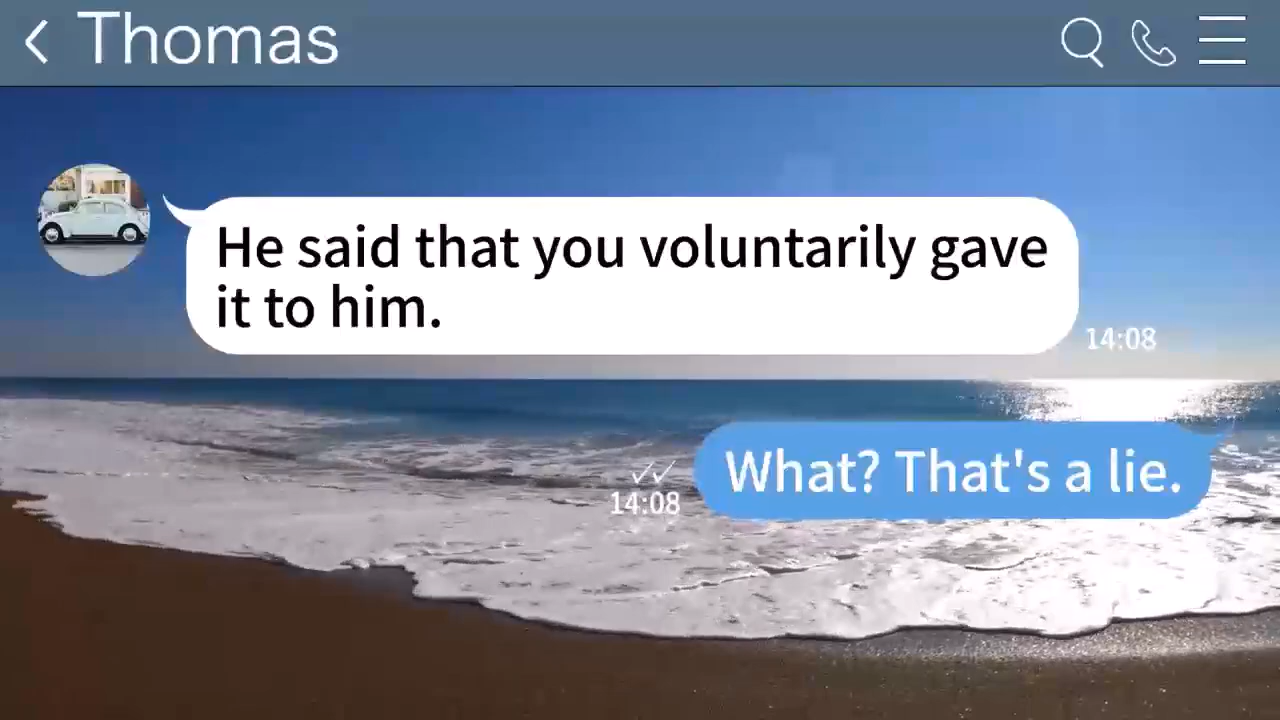 Thomas
He said that you voluntarily gave
it to him.
14:08
What? That's a lie.
14:08